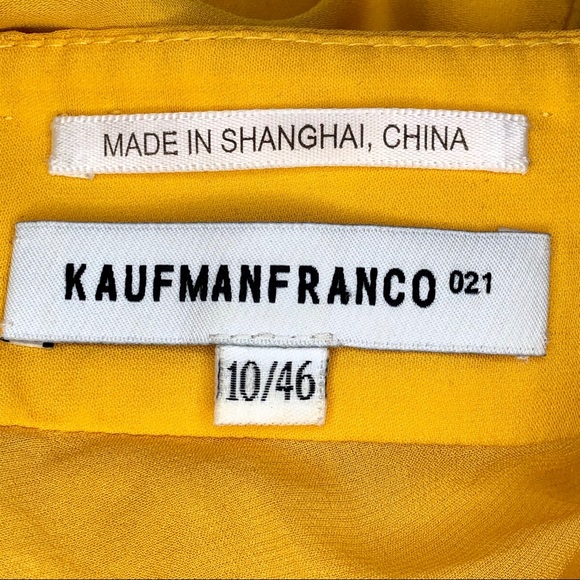 MADE IN SHANGHAI, CHINA
KAUFMANFRANCO 021
10/46